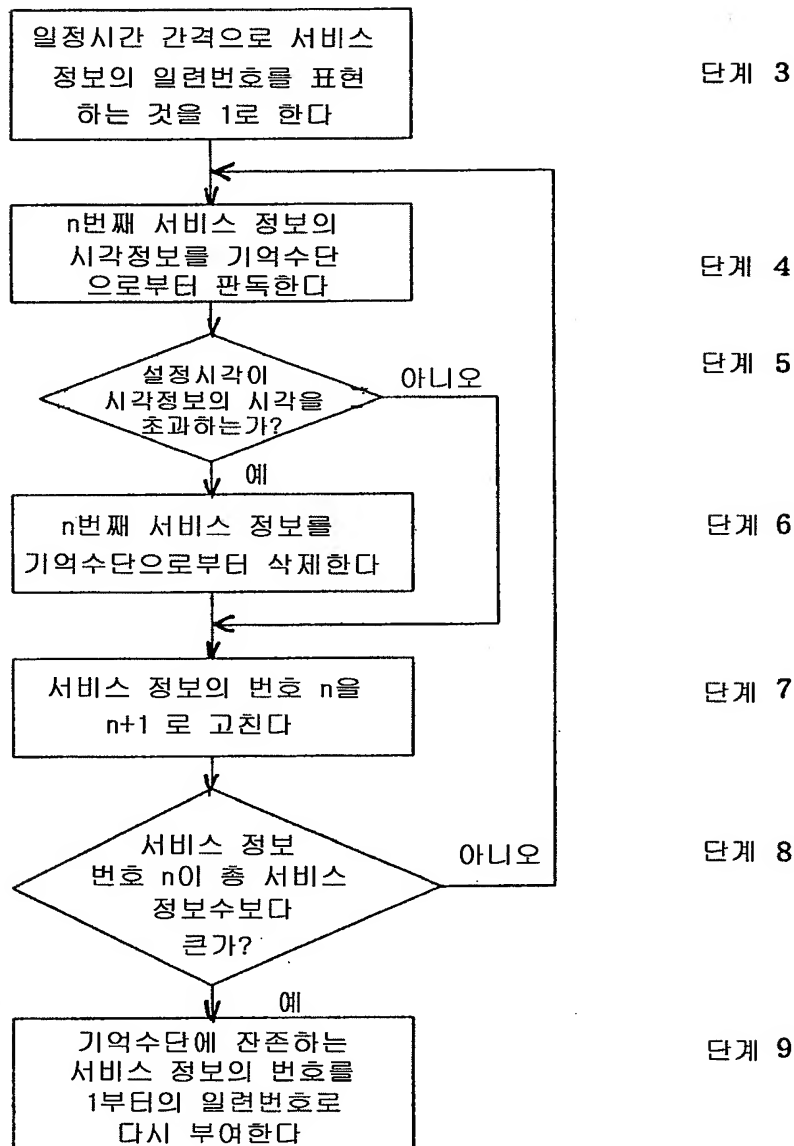 일정시간 간격으로 서비스
정보의 일련번호를 표현
하는 것을 1로 한다
단계 3
n번째 서비스 정보의
시각정보를 기억수단
으로부터 판독한다
단계 4
설정시각이
시각정보의 시각을
초과하는가?
아니오
단계 5
예
n번째 서비스 정보를
기억수단으로부터 삭제한다
단계 6
서비스 정보의 번호 n을
n+1 로 고친다
단계 7
서비스 정보
번호 n이 총 서비스
정보수보다
큰가?
아니오
단계 8
예
기억수단에 잔존하는
서비스 정보의 번호를
1부터의 일련번호로
다시 부여한다
단계 9